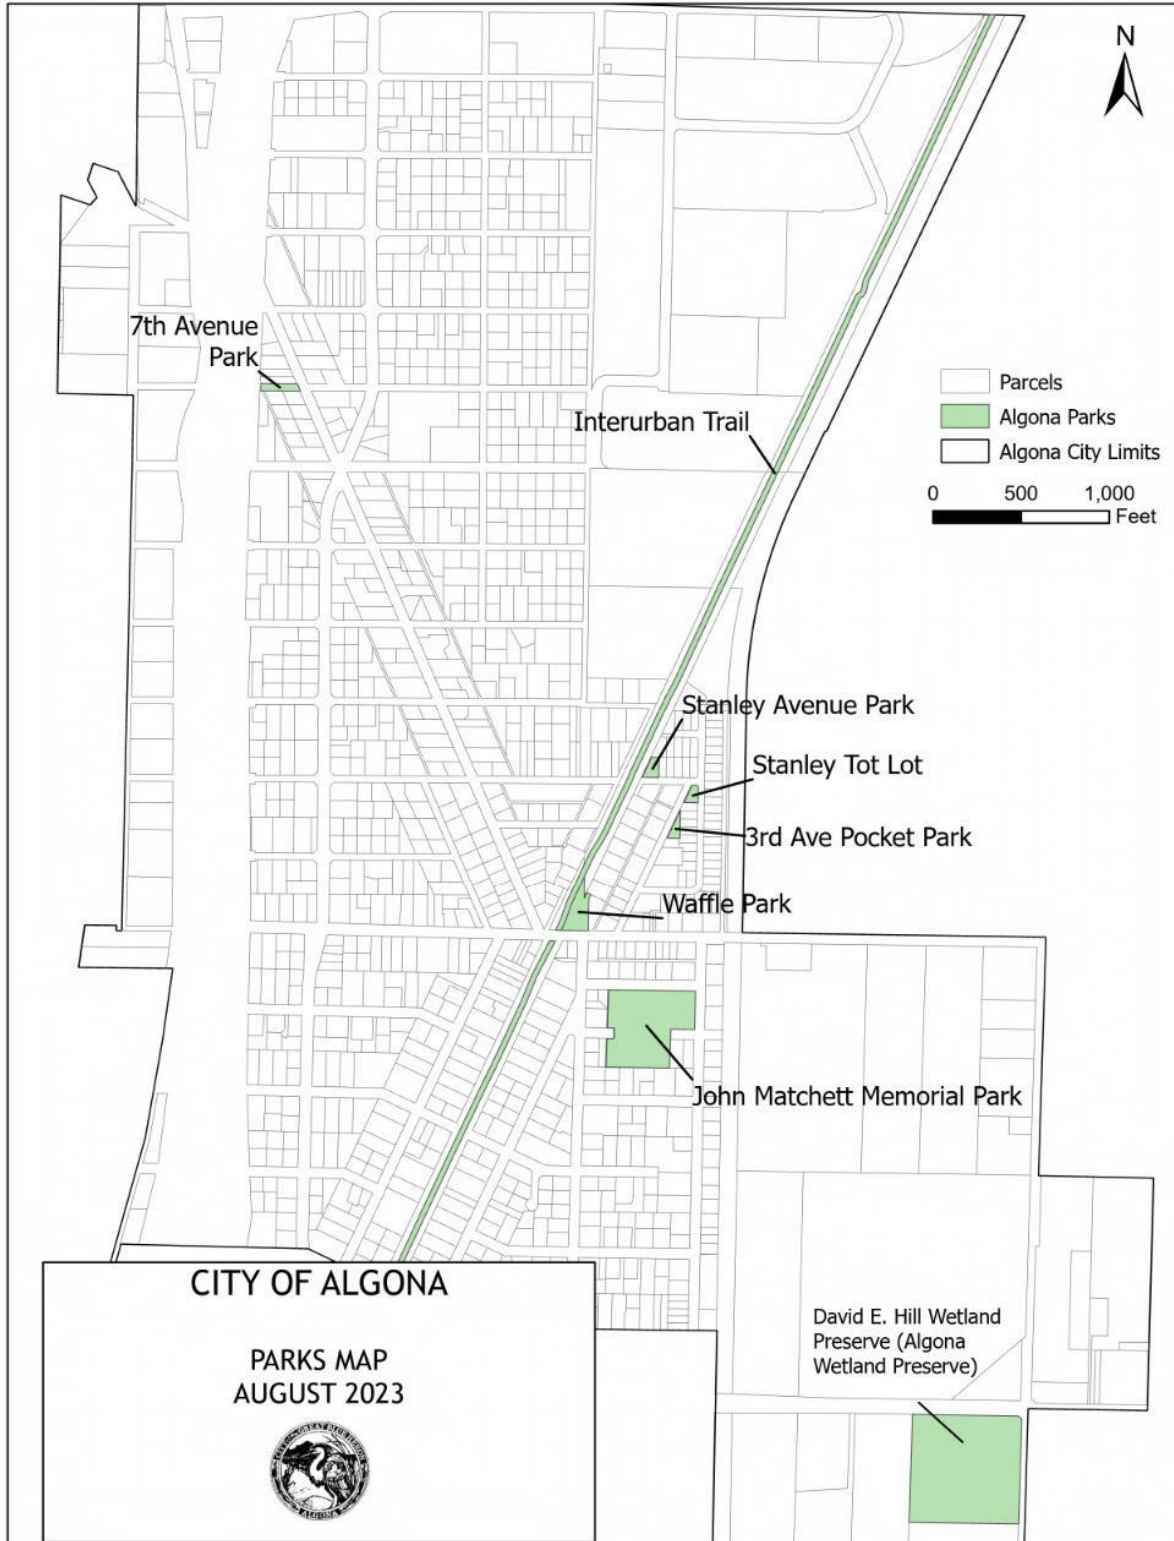 N
7th Avenue
Park
Interurban Trail
Parcels
Algona Parks
Algona City Limits
0 500 1,000
Feet
Stanley Avenue Park
Stanley Tot Lot
3rd Ave Pocket Park
Waffle Park
John Matchett Memorial Park
David E. Hill Wetland
Preserve (Algona
Wetland Preserve)
CITY OF ALGONA
PARKS MAP
AUGUST 2023
ALGONA